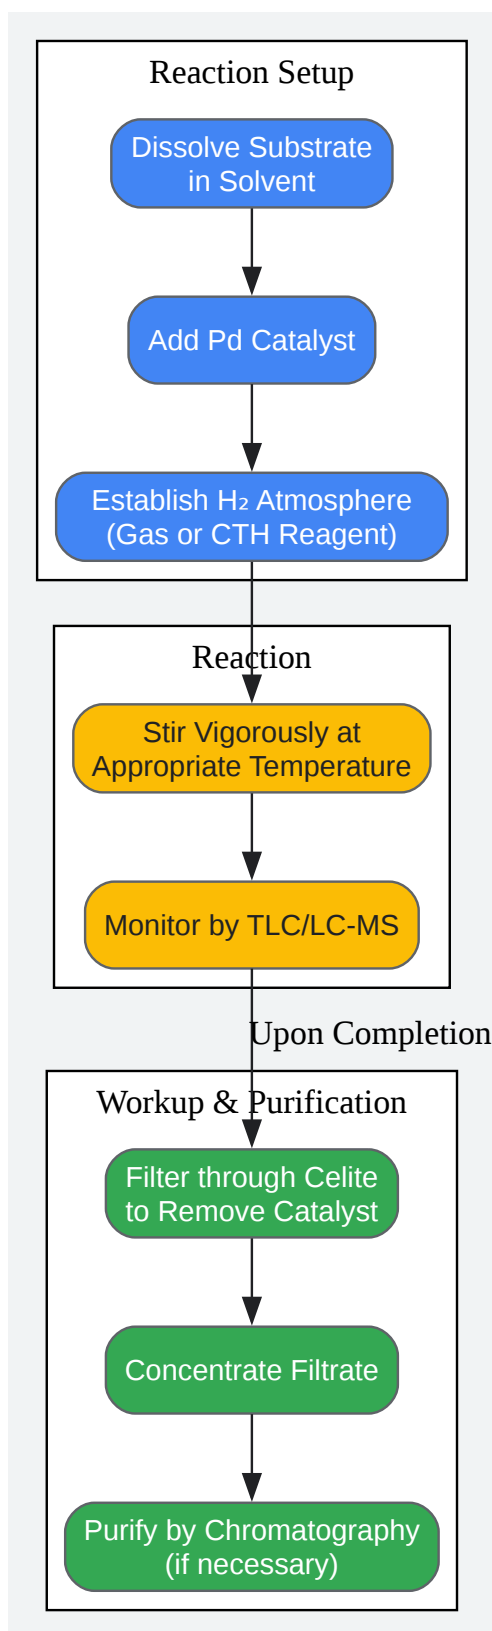 Reaction Setup
Dissolve Substrate
in Solvent
Add Pd Catalyst
Establish H₂ Atmosphere
(Gas or CTH Reagent)
Reaction
Stir Vigorously at
Appropriate Temperature
Monitor by TLC/LC-MS
Upon Completion
Workup & Purification
Filter through Celite
to Remove Catalyst
Concentrate Filtrate
Purify by Chromatography
(if necessary)